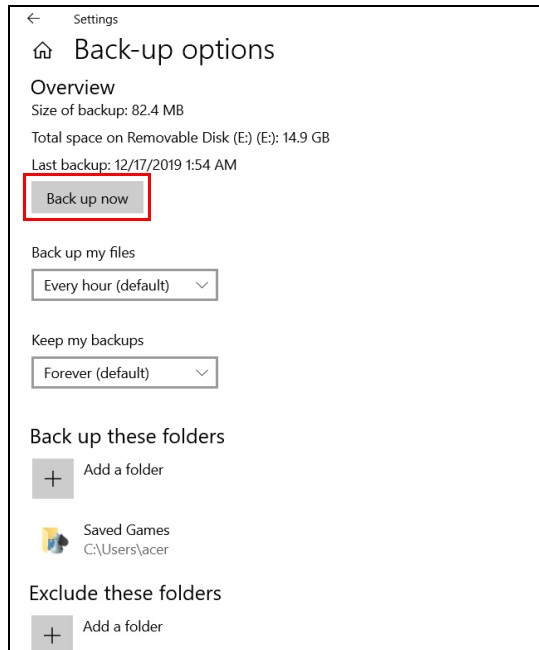 Settings
Back-up options
Overview
Size of backup: 82.4 MB
Total space on Removable Disk (E:) (E:): 14.9 GB
Last backup: 12/17/2019 1:54 AM
Back up now
Back up my files
Every hour (default)
Keep my backups
Forever (default)
Back up these folders
Add a folder
Saved Games
C:\Users\acer
Exclude these folders
Add a folder